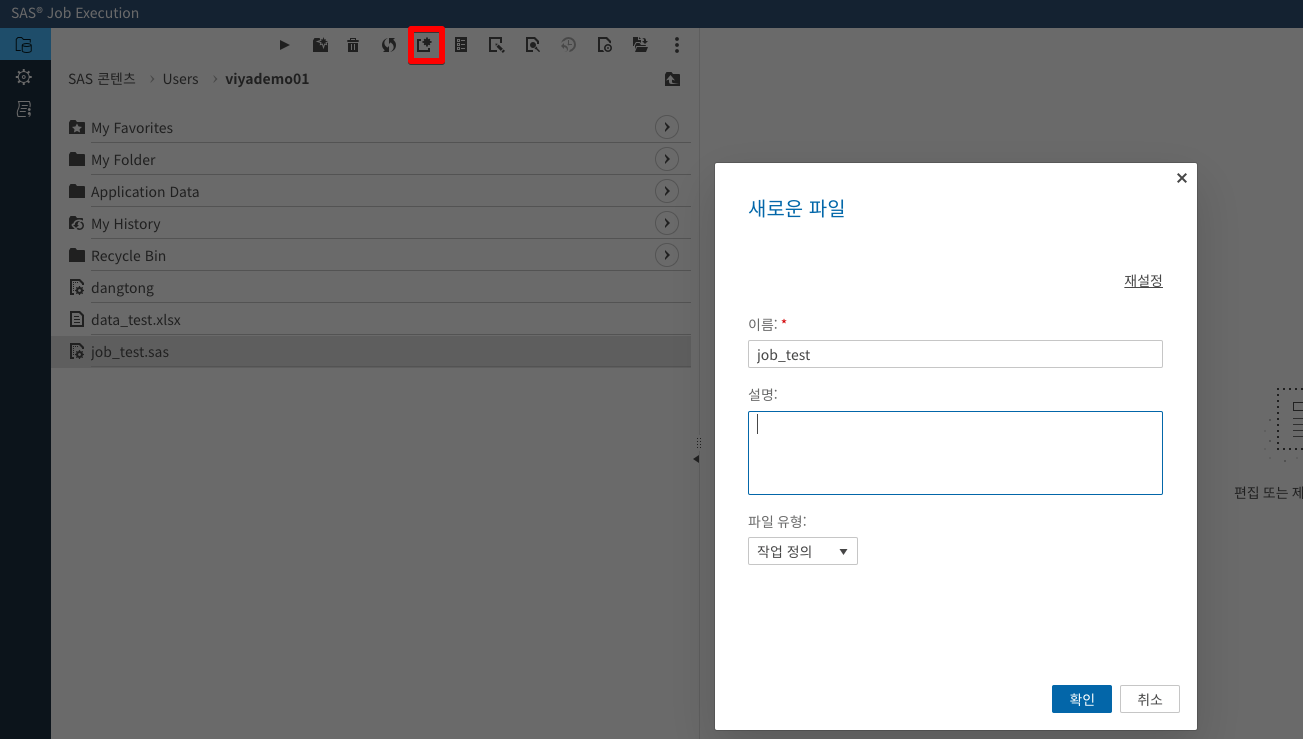 SAS® Job Execution
SAS 콘텐츠 > Users > viyademo01
My Favorites
My Folder
Application Data
My History
Recycle Bin
dangtong
data_test.xlsx
job_test.sas
새로운 파일
재설정
이름: *
job_test
설명:
파일 유형:
작업 정의
확인
취소
편집 또는 제